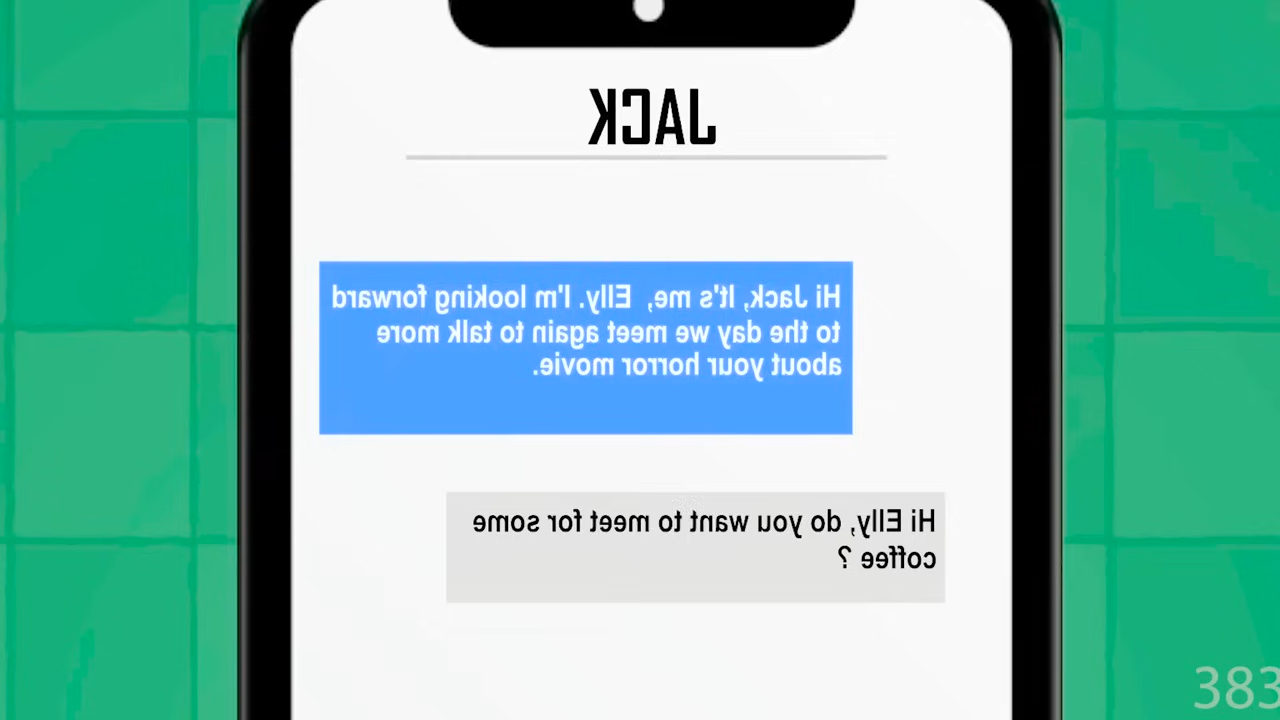 JACK
Hi Jack, It's me, Elly. I'm looking forward
to the day we meet again to talk more
about your horror movie.
Hi Elly, do you want to meet for some
coffee ?
383